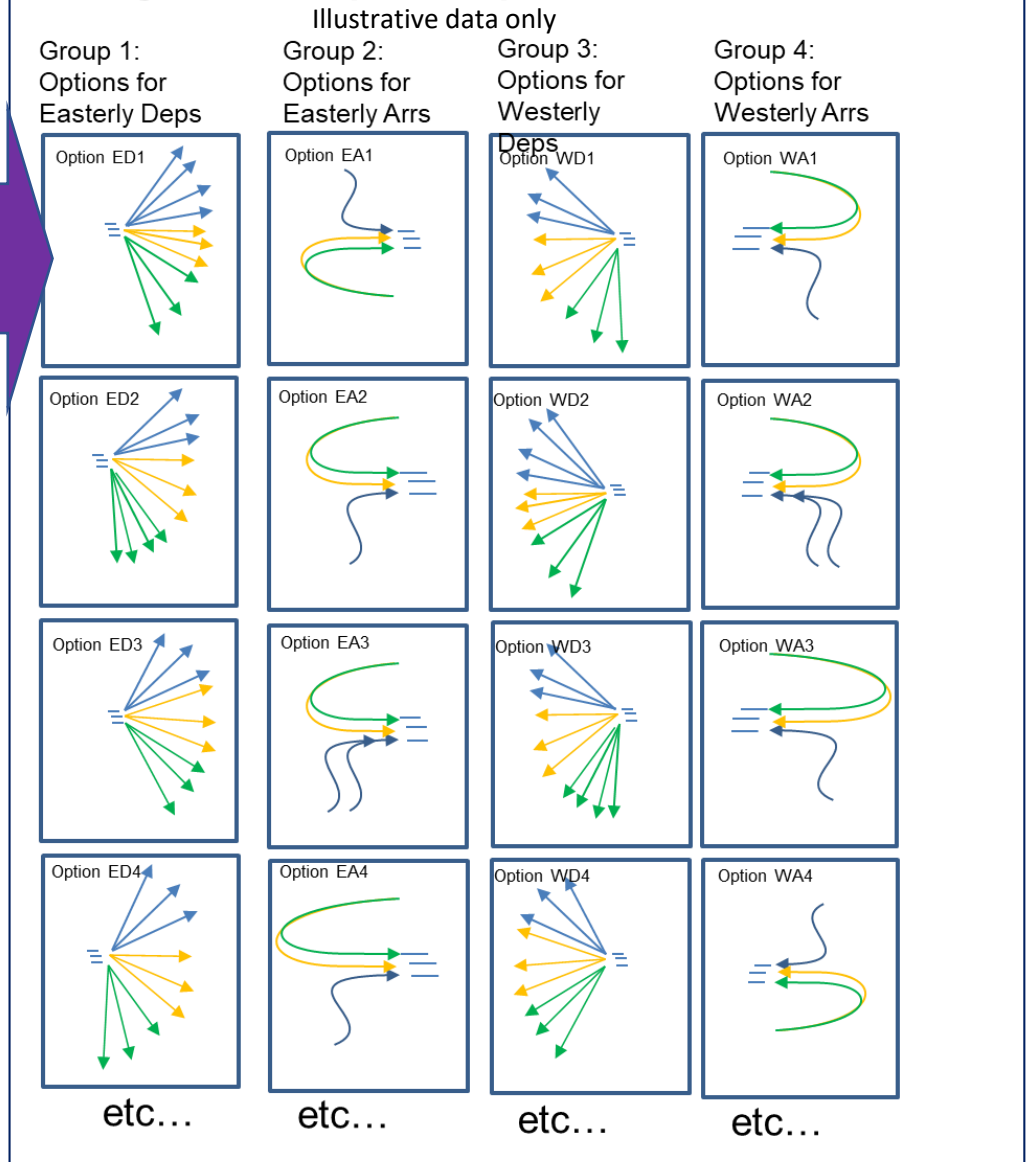 Illustrative data only
Group 1:
Options for
Easterly Deps
Group 2:
Options for
Easterly Arrs
Group 3:
Options for
Westerly
Deps
Group 4:
Options for
Westerly Arrs
Option ED1
Option EA1
Option WD1
Option WA1
Option ED2
Option EA2
Option WD2
Option WA2
Option ED3
Option EA3
Option WD3
Option WA3
Option ED4
Option EA4
Option WD4
Option WA4
etc...
etc...
etc...
etc...